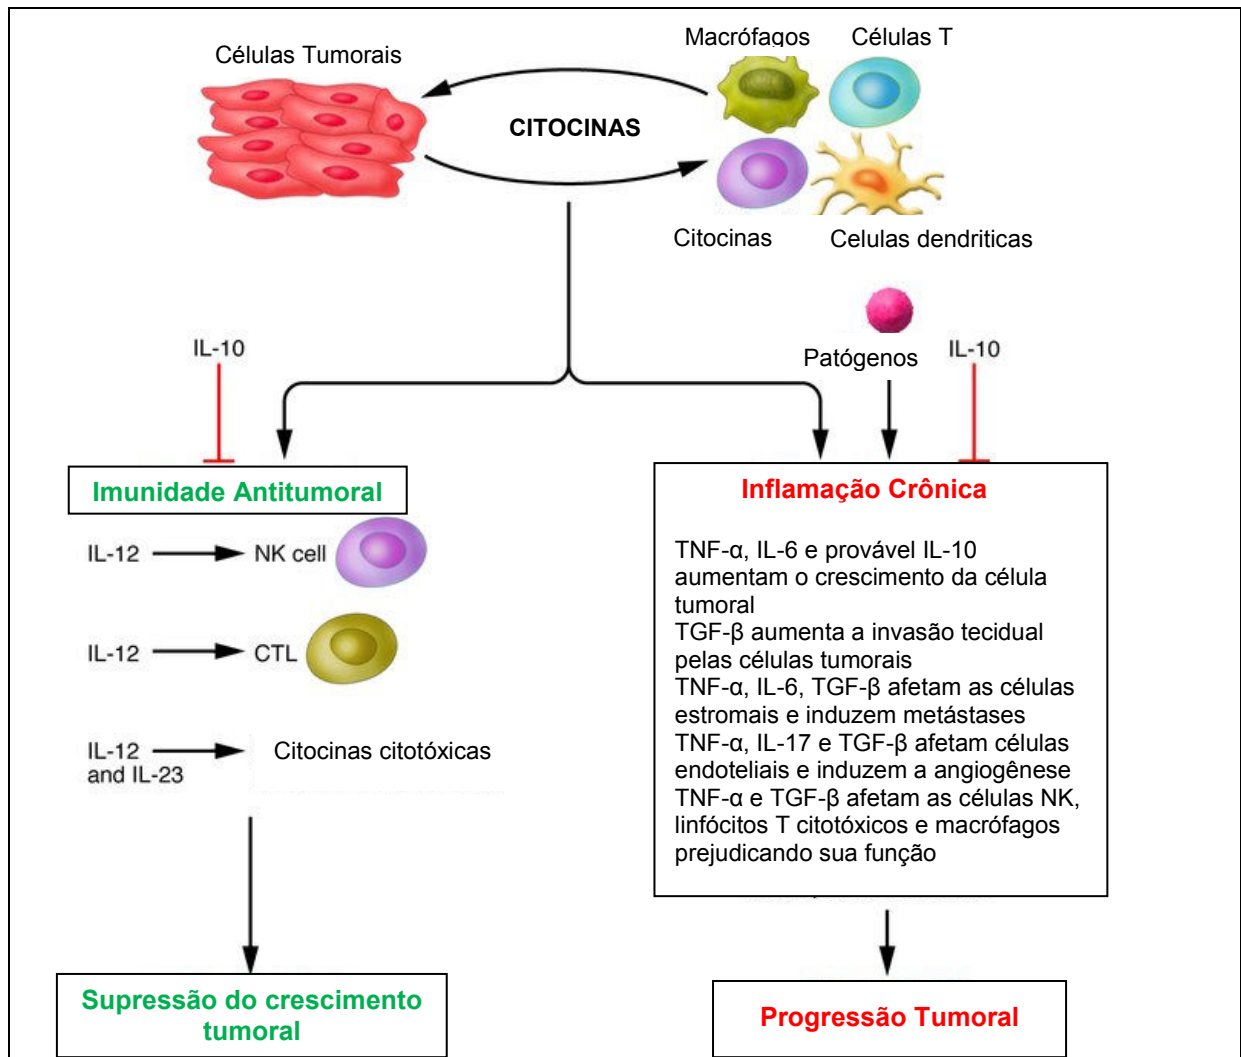 Células Tumorais
Macrófagos
Células T
CITOCINAS
Citocinas
Celulas dendriticas
IL-10
Patógenos
IL-10
Imunidade Antitumoral
IL-12
NK cell
IL-12
CTL
IL-12
and IL-23
Citocinas citotóxicas
Supressão do crescimento
tumoral
Inflamação Crônica
TNF-α, IL-6 e provável IL-10
aumentam o crescimento da célula
tumoral
TGF-β aumenta a invasão tecidual
pelas células tumorais
TNF-α, IL-6, TGF-β afetam as células
estromais e induzem metástases
TNF-α, IL-17 e TGF-β afetam células
endoteliais e induzem a angiogênese
TNF-α e TGF-β afetam as células NK,
linfócitos T citotóxicos e macrófagos
prejudicando sua função
Progressão Tumoral